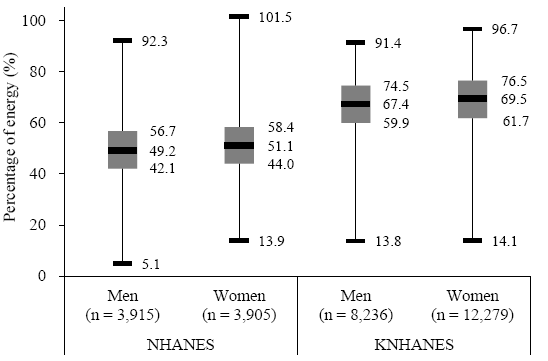 Percentage of energy (%)
100
80
60
40
20
0
92.3
56.7
49.2
42.1
5.1
101.5
58.4
51.1
44.0
13.9
91.4
74.5
67.4
59.9
13.8
96.7
76.5
69.5
61.7
14.1
Men
(n = 3,915)
Women
(n = 3,905)
Men
(n = 8,236)
Women
(n = 12,279)
NHANES
KNHANES